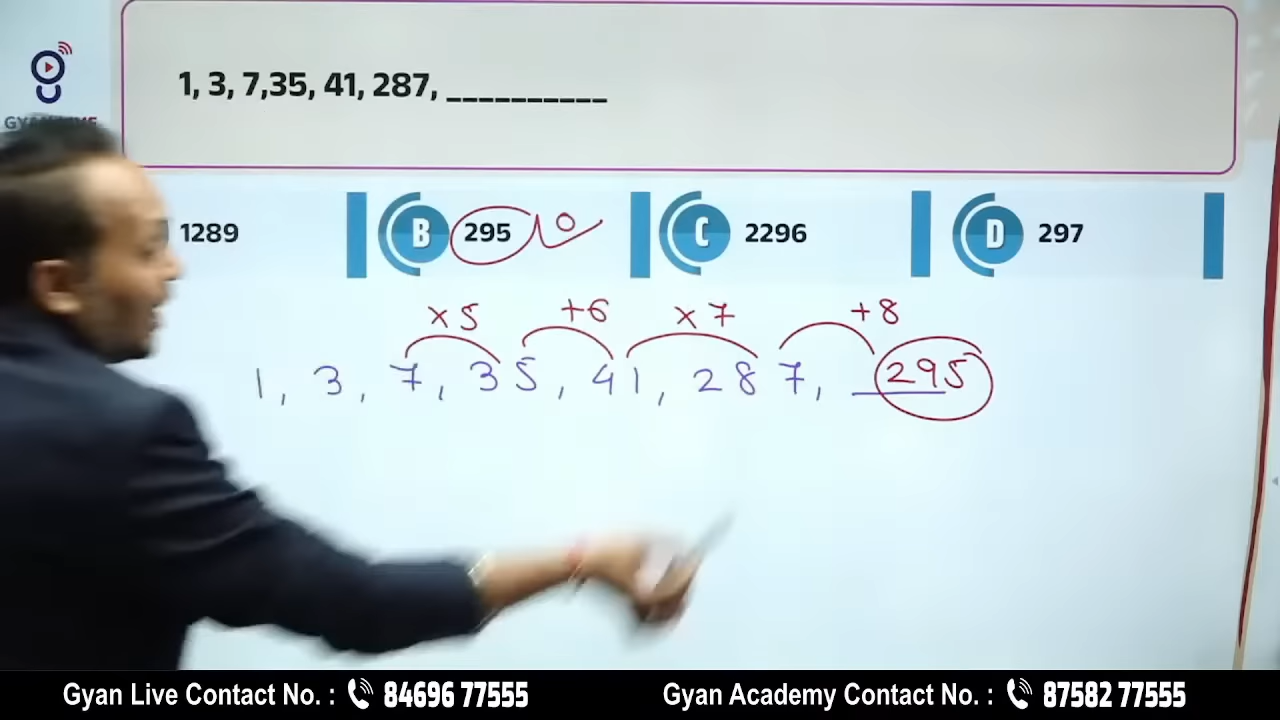 1, 3, 7,35, 41, 287, __________
1289
B 295
C 2296
D 297
×5 +6 ×7 +8
1, 3, 7, 35, 41, 287, 295
Gyan Live Contact No. : 84696 77555
Gyan Academy Contact No. : 87582 77555